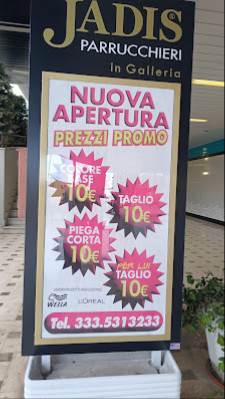 JADIS®
PARRUCCHIERI
In Galleria
NUOVA
APERTURA
PREZZI PROMO
COLORE
BASE
10€
TAGLIO
10€
PIEGA
CORTA
10€
PER LUI
TAGLIO
10€
WELLA
L'ORÉAL
Tel. 333.5313233